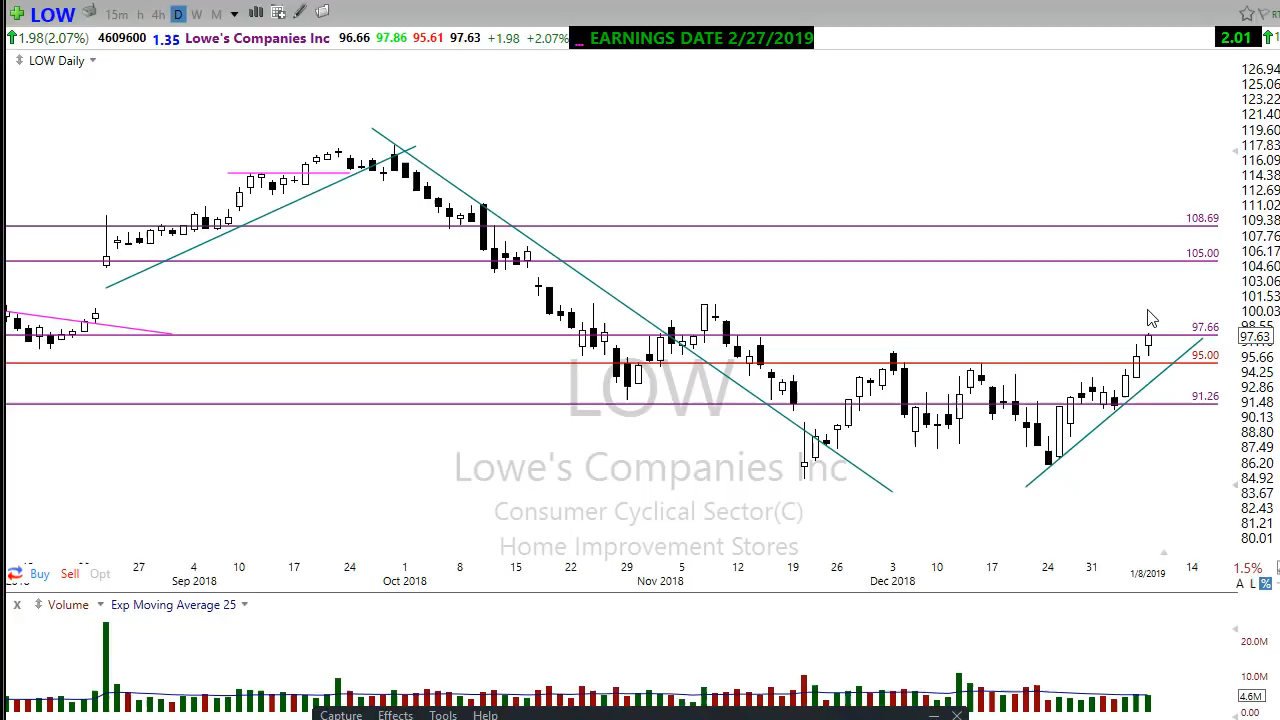 LOW 15m h 4h D W M
1.98(2.07%) 4609600 1.35 Lowe's Companies Inc 96.66 97.86 95.61 97.63 +1.98 +2.07% EARNINGS DATE 2/27/2019 2.01
LOW Daily
126.94
125.06
123.22
121.40
119.60
117.83
116.09
114.38
112.69
111.02
108.69
109.38
107.76
105.00
106.17
104.60
103.06
101.53
100.03
97.66
97.63
95.00
95.66
94.25
92.86
91.26
91.48
90.13
88.80
87.49
86.20
84.92
83.67
82.43
81.21
80.01
LOW
Lowe's Companies Inc
Consumer Cyclical Sector(C)
Home Improvement Stores
27 4 10 17 24 1 8 15 22 29 5 12 19 26 3 10 17 24 31 1/8/2019 14
Sep 2018 Oct 2018 Nov 2018 Dec 2018
Buy Sell Opt
1.5%
A L %
X Volume Exp Moving Average 25
20.0M
10.0M
4.6M
0.00
Capture Effects Tools Help